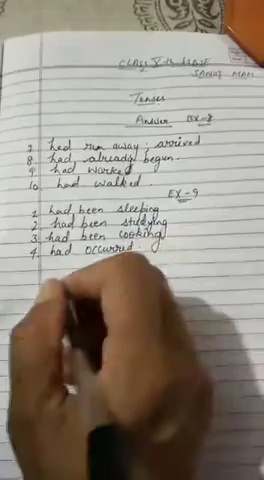 CLASS
Tenses
Answer EX-8
7. had run away; arrived
8. had already begun.
9. had worked
10. had walked.
EX-9
1. had been sleeping
2. had been studying
3. had been cooking
4. had occurred.